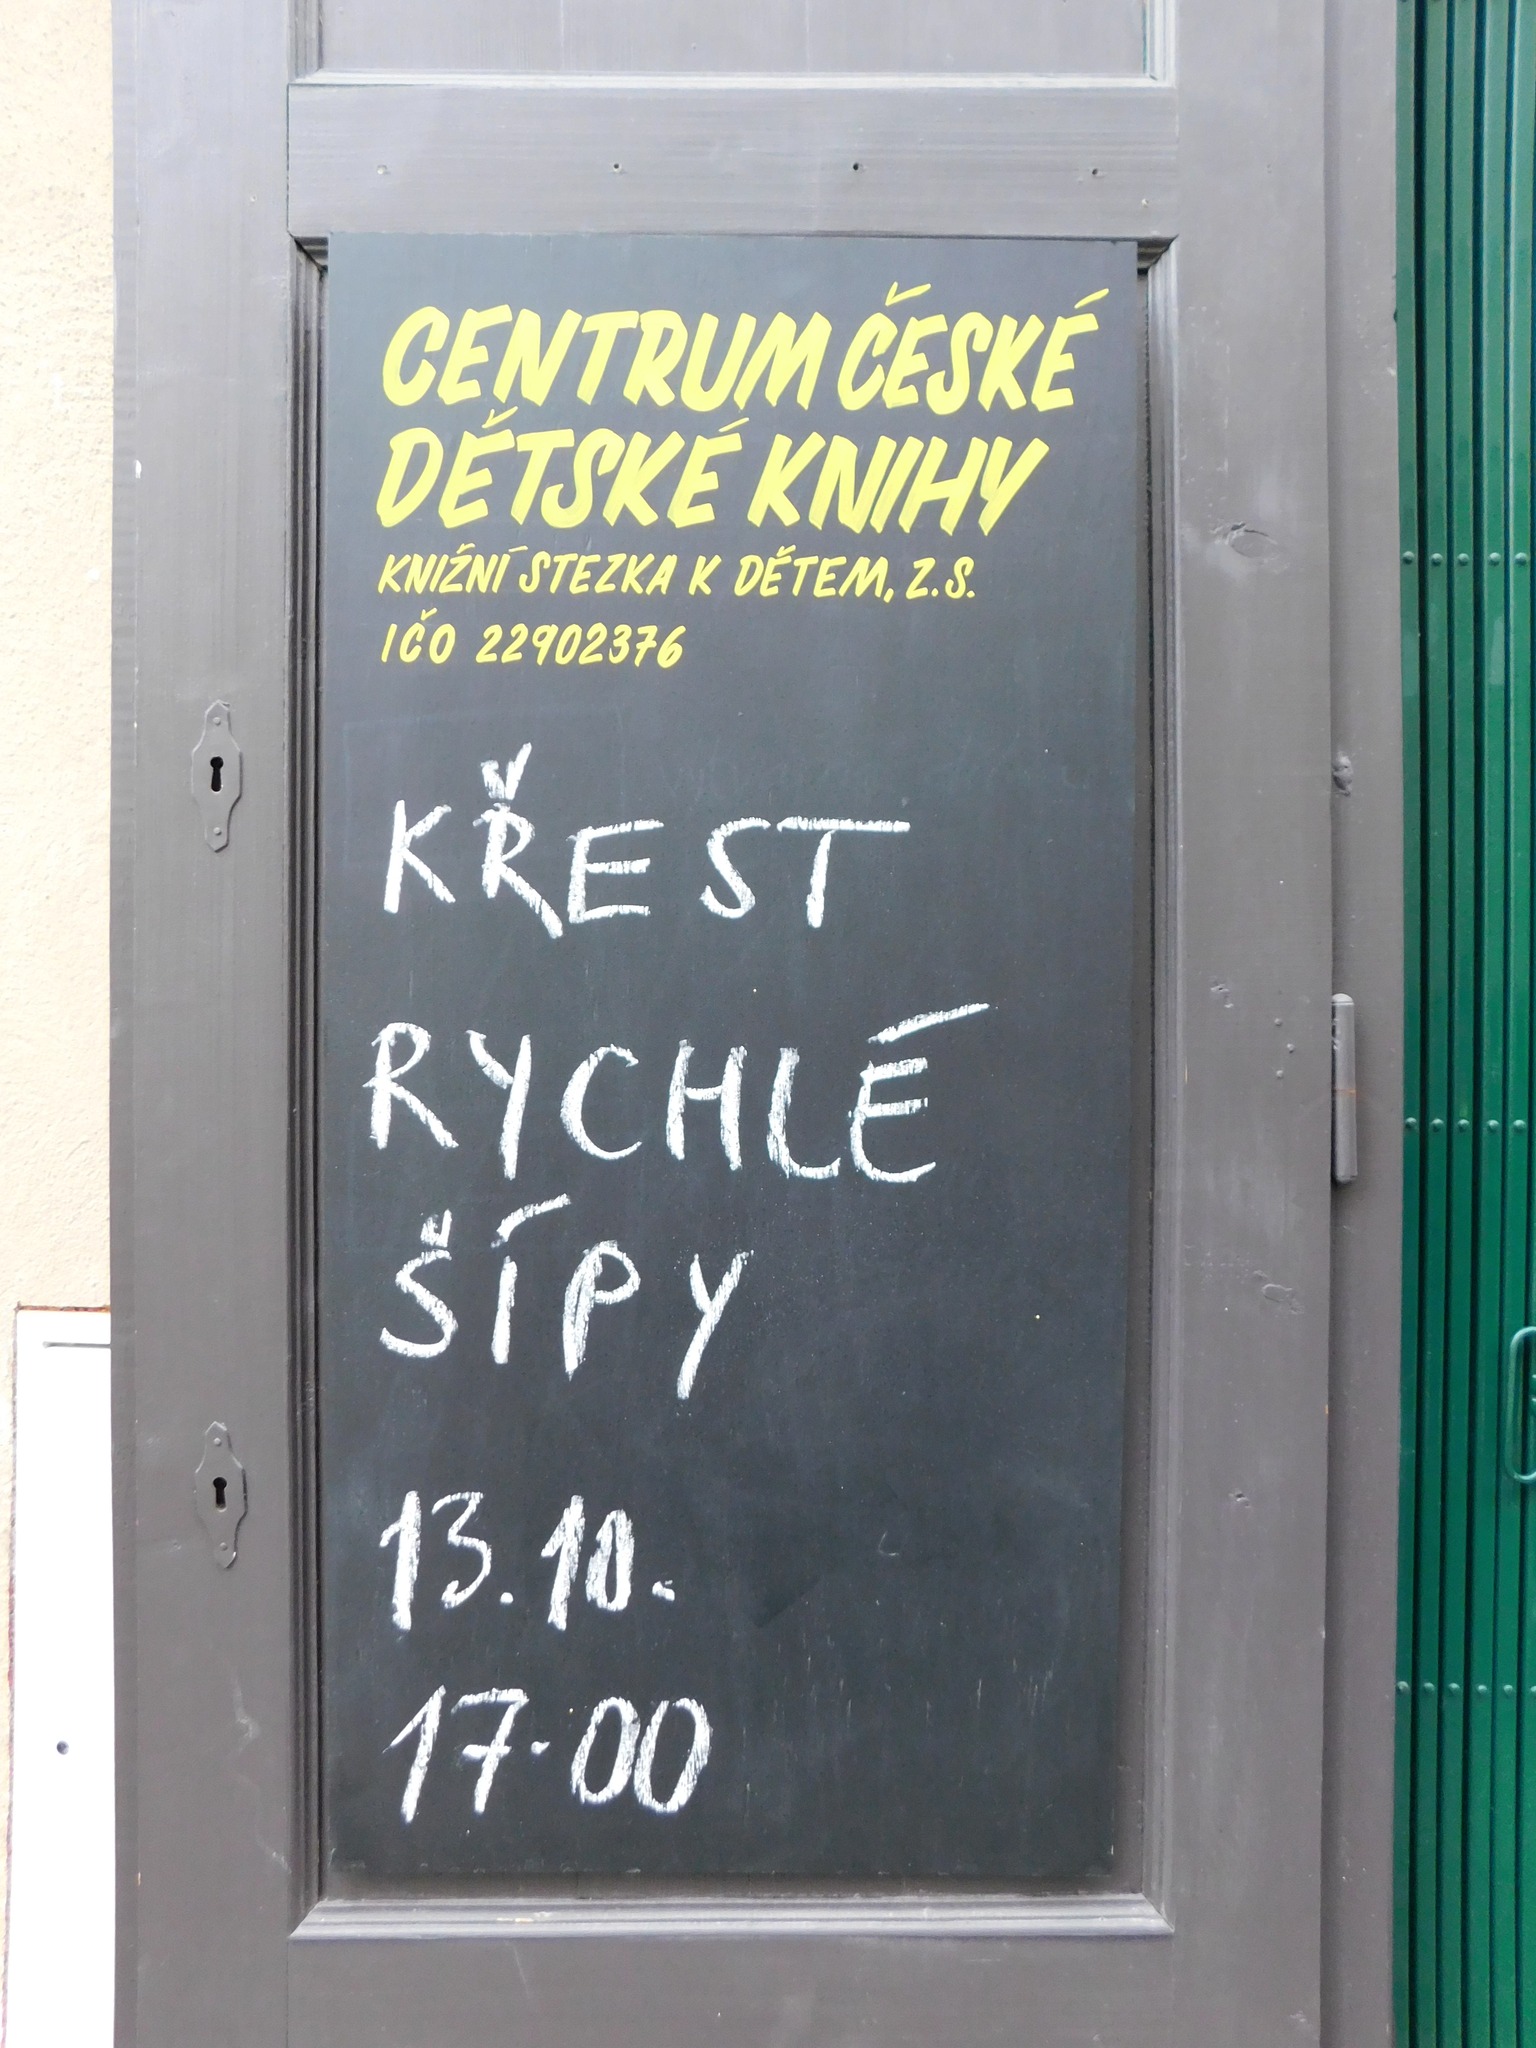 CENTRUM ČESKÉ
DĚTSKÉ KNIHY
KNIŽNÍ STEZKA K DĚTEM, Z.S.
IČO 22902376
KŘEST
RYCHLÉ
ŠÍPY
13.10.
17.00